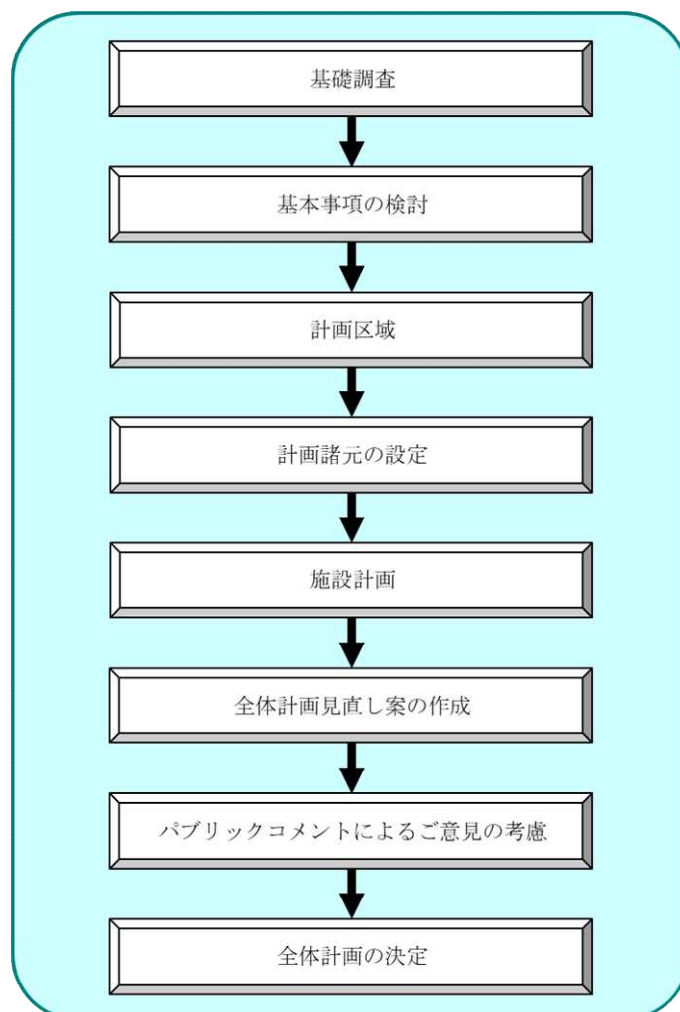 基礎調査
基本事項の検討
計画区域
計画諸元の設定
施設計画
全体計画見直し案の作成
パブリックコメントによるご意見の考慮
全体計画の決定